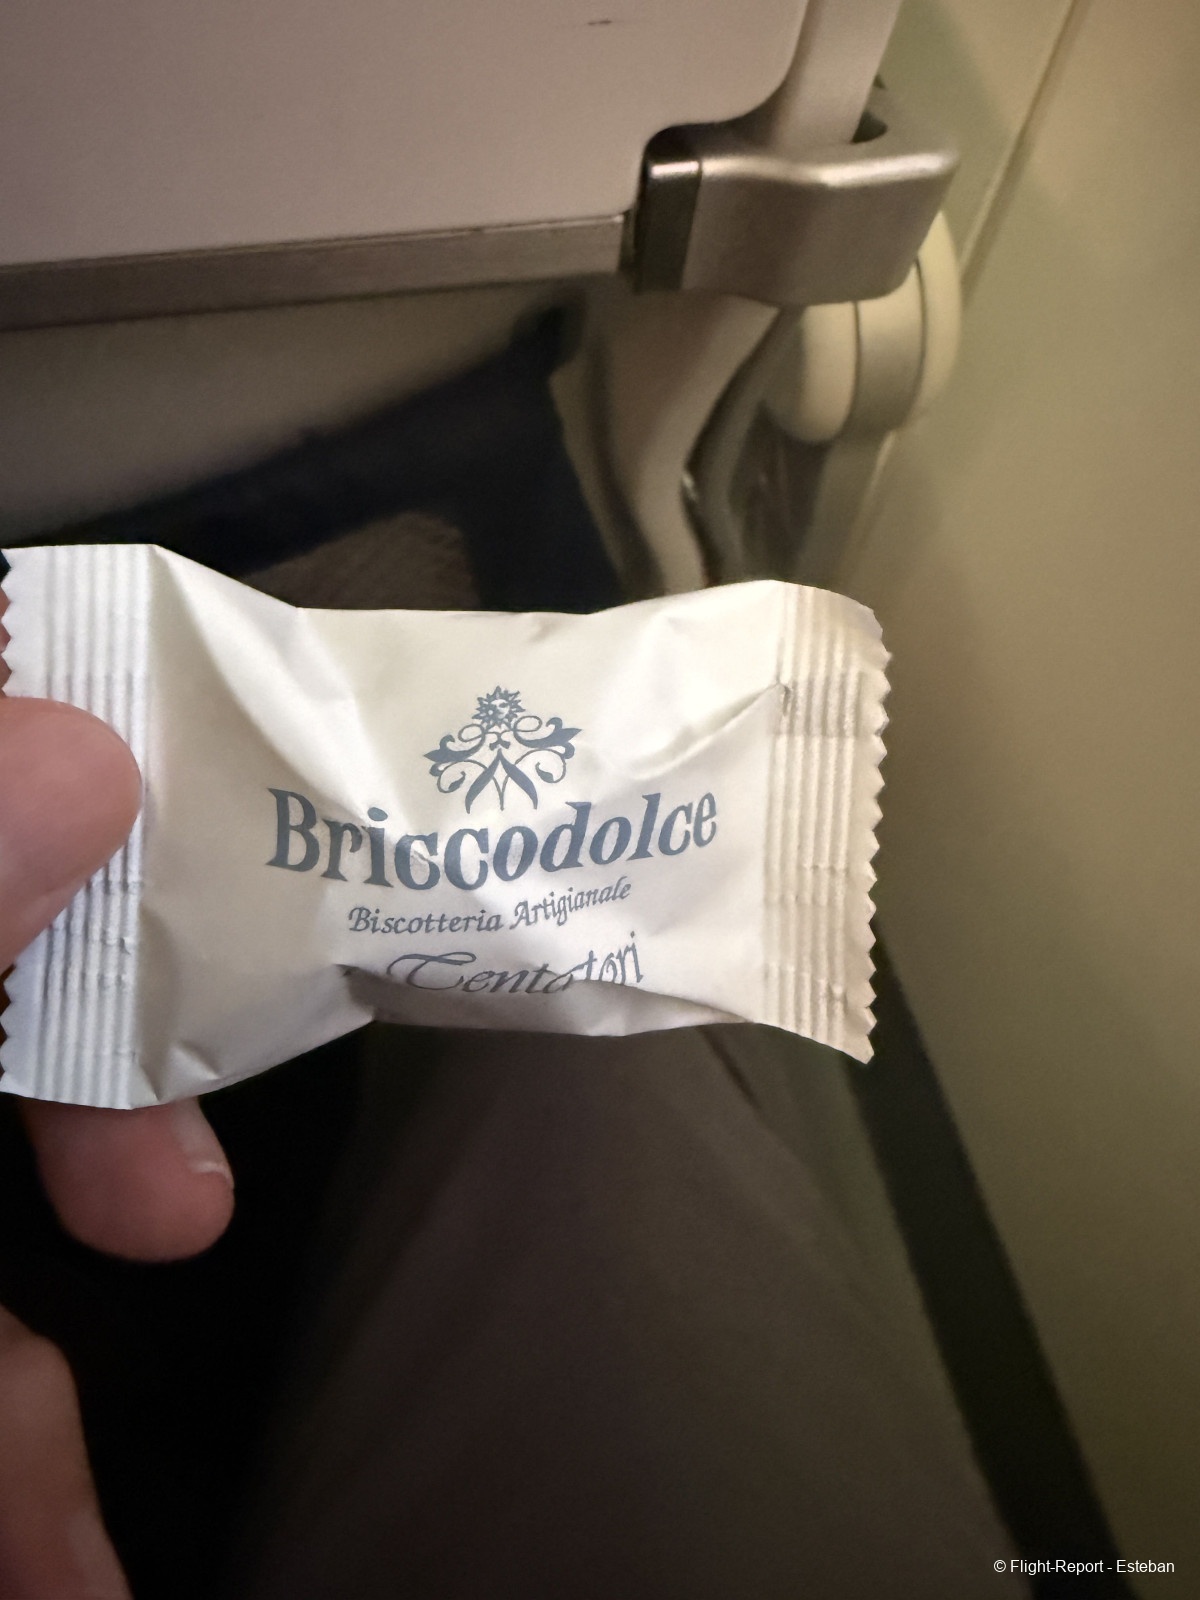 Briccodolce
Biscotteria Artigianale
Tentatori
© Flight-Report - Esteban